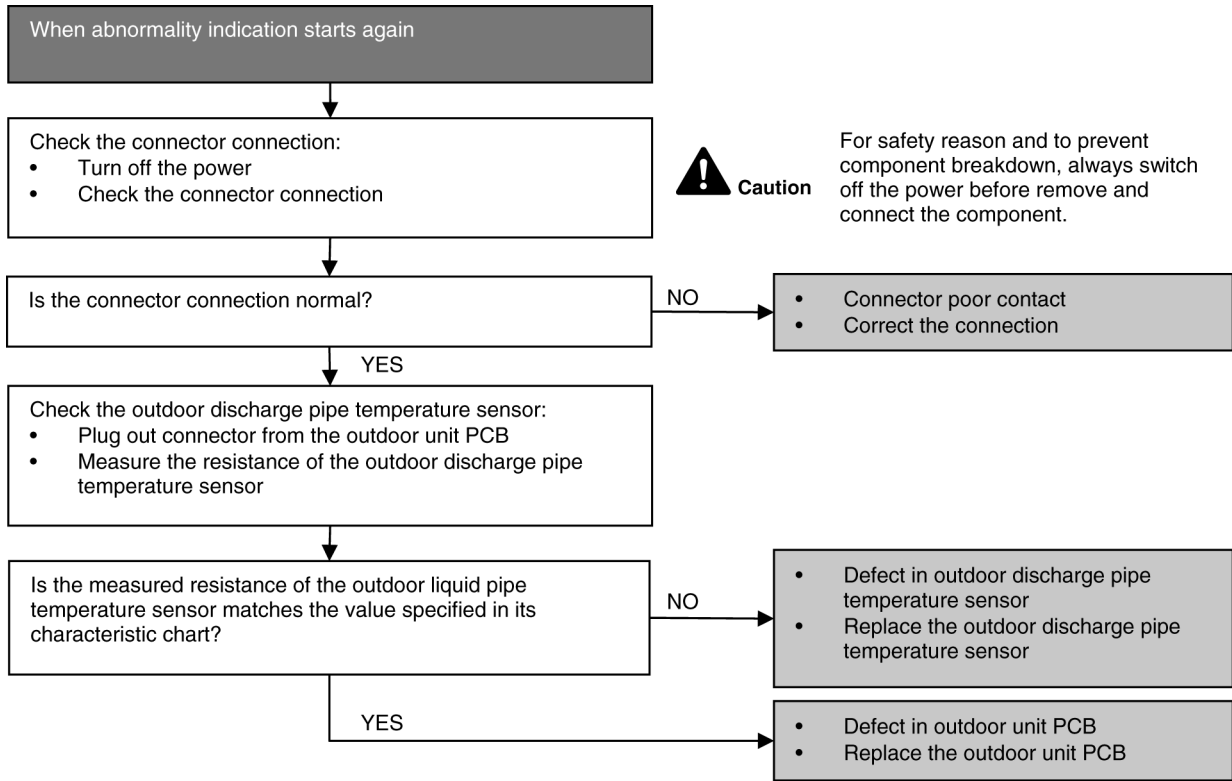 When abnormality indication starts again
Check the connector connection:
• Turn off the power
• Check the connector connection
Caution
For safety reason and to prevent
component breakdown, always switch
off the power before remove and
connect the component.
Is the connector connection normal?
NO
• Connector poor contact
• Correct the connection
YES
Check the outdoor discharge pipe temperature sensor:
• Plug out connector from the outdoor unit PCB
• Measure the resistance of the outdoor discharge pipe
temperature sensor
Is the measured resistance of the outdoor liquid pipe
temperature sensor matches the value specified in its
characteristic chart?
NO
• Defect in outdoor discharge pipe
temperature sensor
• Replace the outdoor discharge pipe
temperature sensor
YES
• Defect in outdoor unit PCB
• Replace the outdoor unit PCB